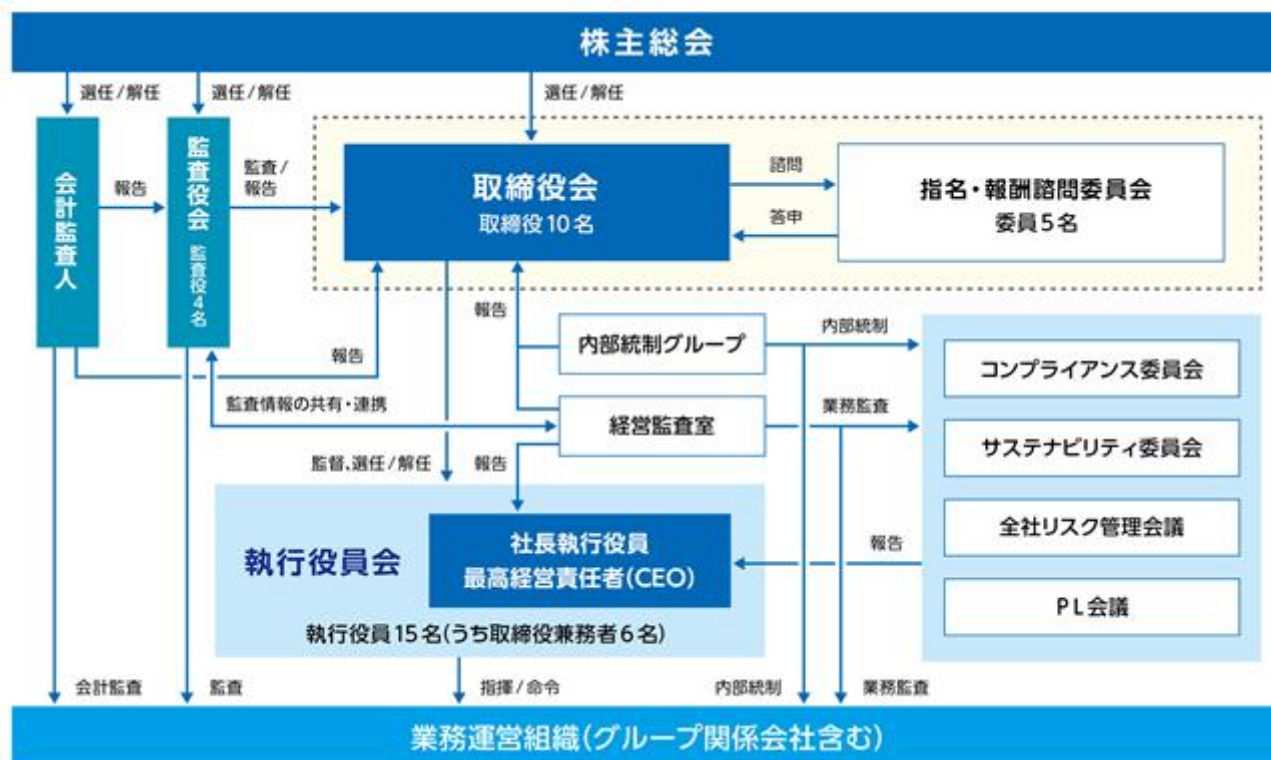 株主総会
選任/解任
選任/解任
選任/解任
会計監査人
報告
監査役会 監査役4名
監査/
報告
取締役会
取締役10名
諮問
答申
指名・報酬諮問委員会
委員5名
報告
報告
内部統制グループ
内部統制
監査情報の共有・連携
経営監査室
業務監査
コンプライアンス委員会
サステナビリティ委員会
全社リスク管理会議
PL会議
監督、選任/解任
報告
報告
執行役員会
社長執行役員
最高経営責任者(CEO)
執行役員15名(うち取締役兼務者6名)
会計監査
監査
指揮/命令
内部統制
業務監査
業務運営組織(グループ関係会社含む)